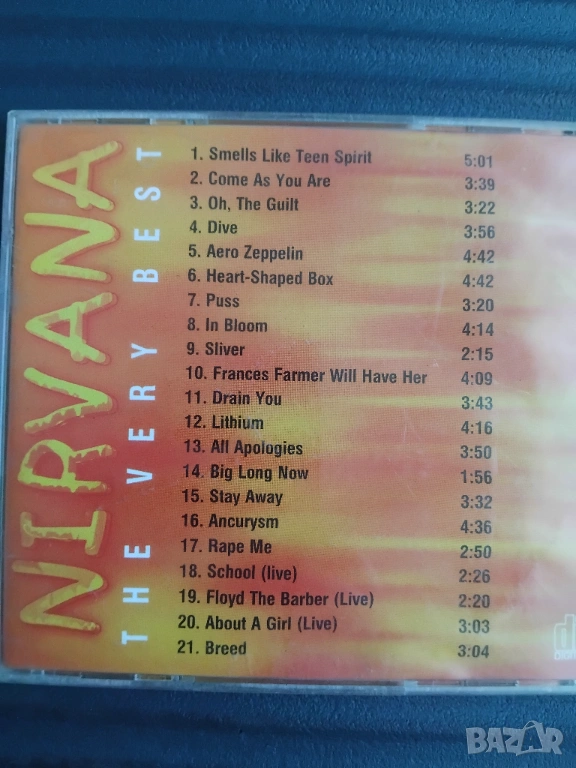 NIRVANA
THE VERY BEST
1. Smells Like Teen Spirit 5:01
2. Come As You Are 3:39
3. Oh, The Guilt 3:22
4. Dive 3:56
5. Aero Zeppelin 4:42
6. Heart-Shaped Box 4:42
7. Puss 3:20
8. In Bloom 4:14
9. Sliver 2:15
10. Frances Farmer Will Have Her 4:09
11. Drain You 3:43
12. Lithium 4:16
13. All Apologies 3:50
14. Big Long Now 1:56
15. Stay Away 3:32
16. Ancurysm 4:36
17. Rape Me 2:50
18. School (live) 2:26
19. Floyd The Barber (Live) 2:20
20. About A Girl (Live) 3:03
21. Breed 3:04
BAZAR